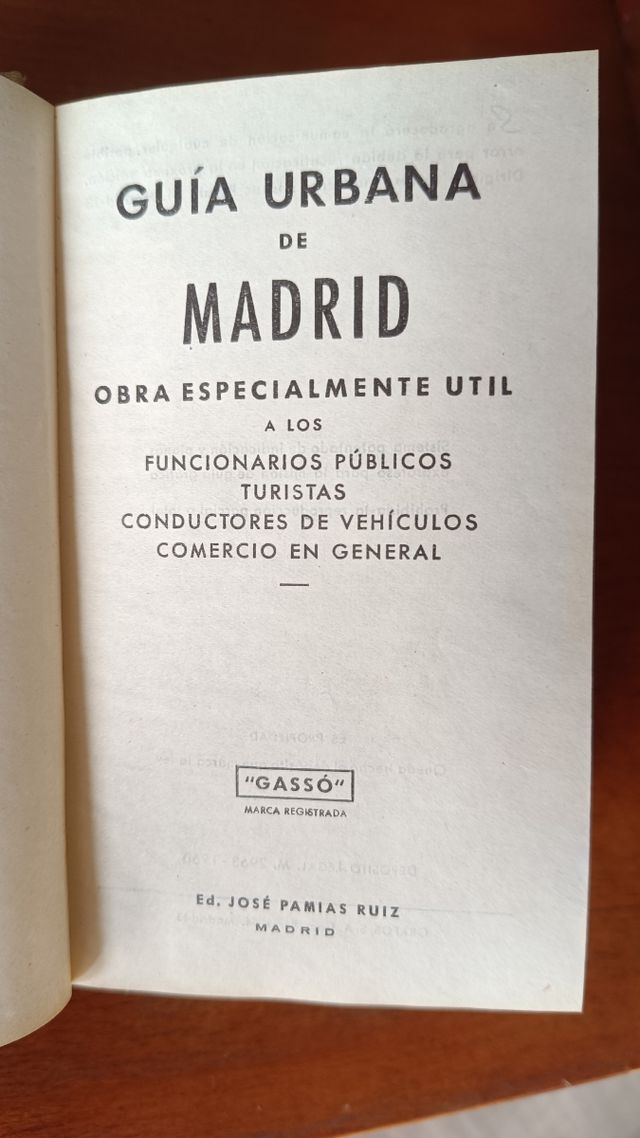 GUÍA URBANA
DE
MADRID
OBRA ESPECIALMENTE UTIL
A LOS
FUNCIONARIOS PÚBLICOS
TURISTAS
CONDUCTORES DE VEHÍCULOS
COMERCIO EN GENERAL
"GASSÓ"
MARCA REGISTRADA
Ed. JOSÉ PAMIAS RUIZ
MADRID